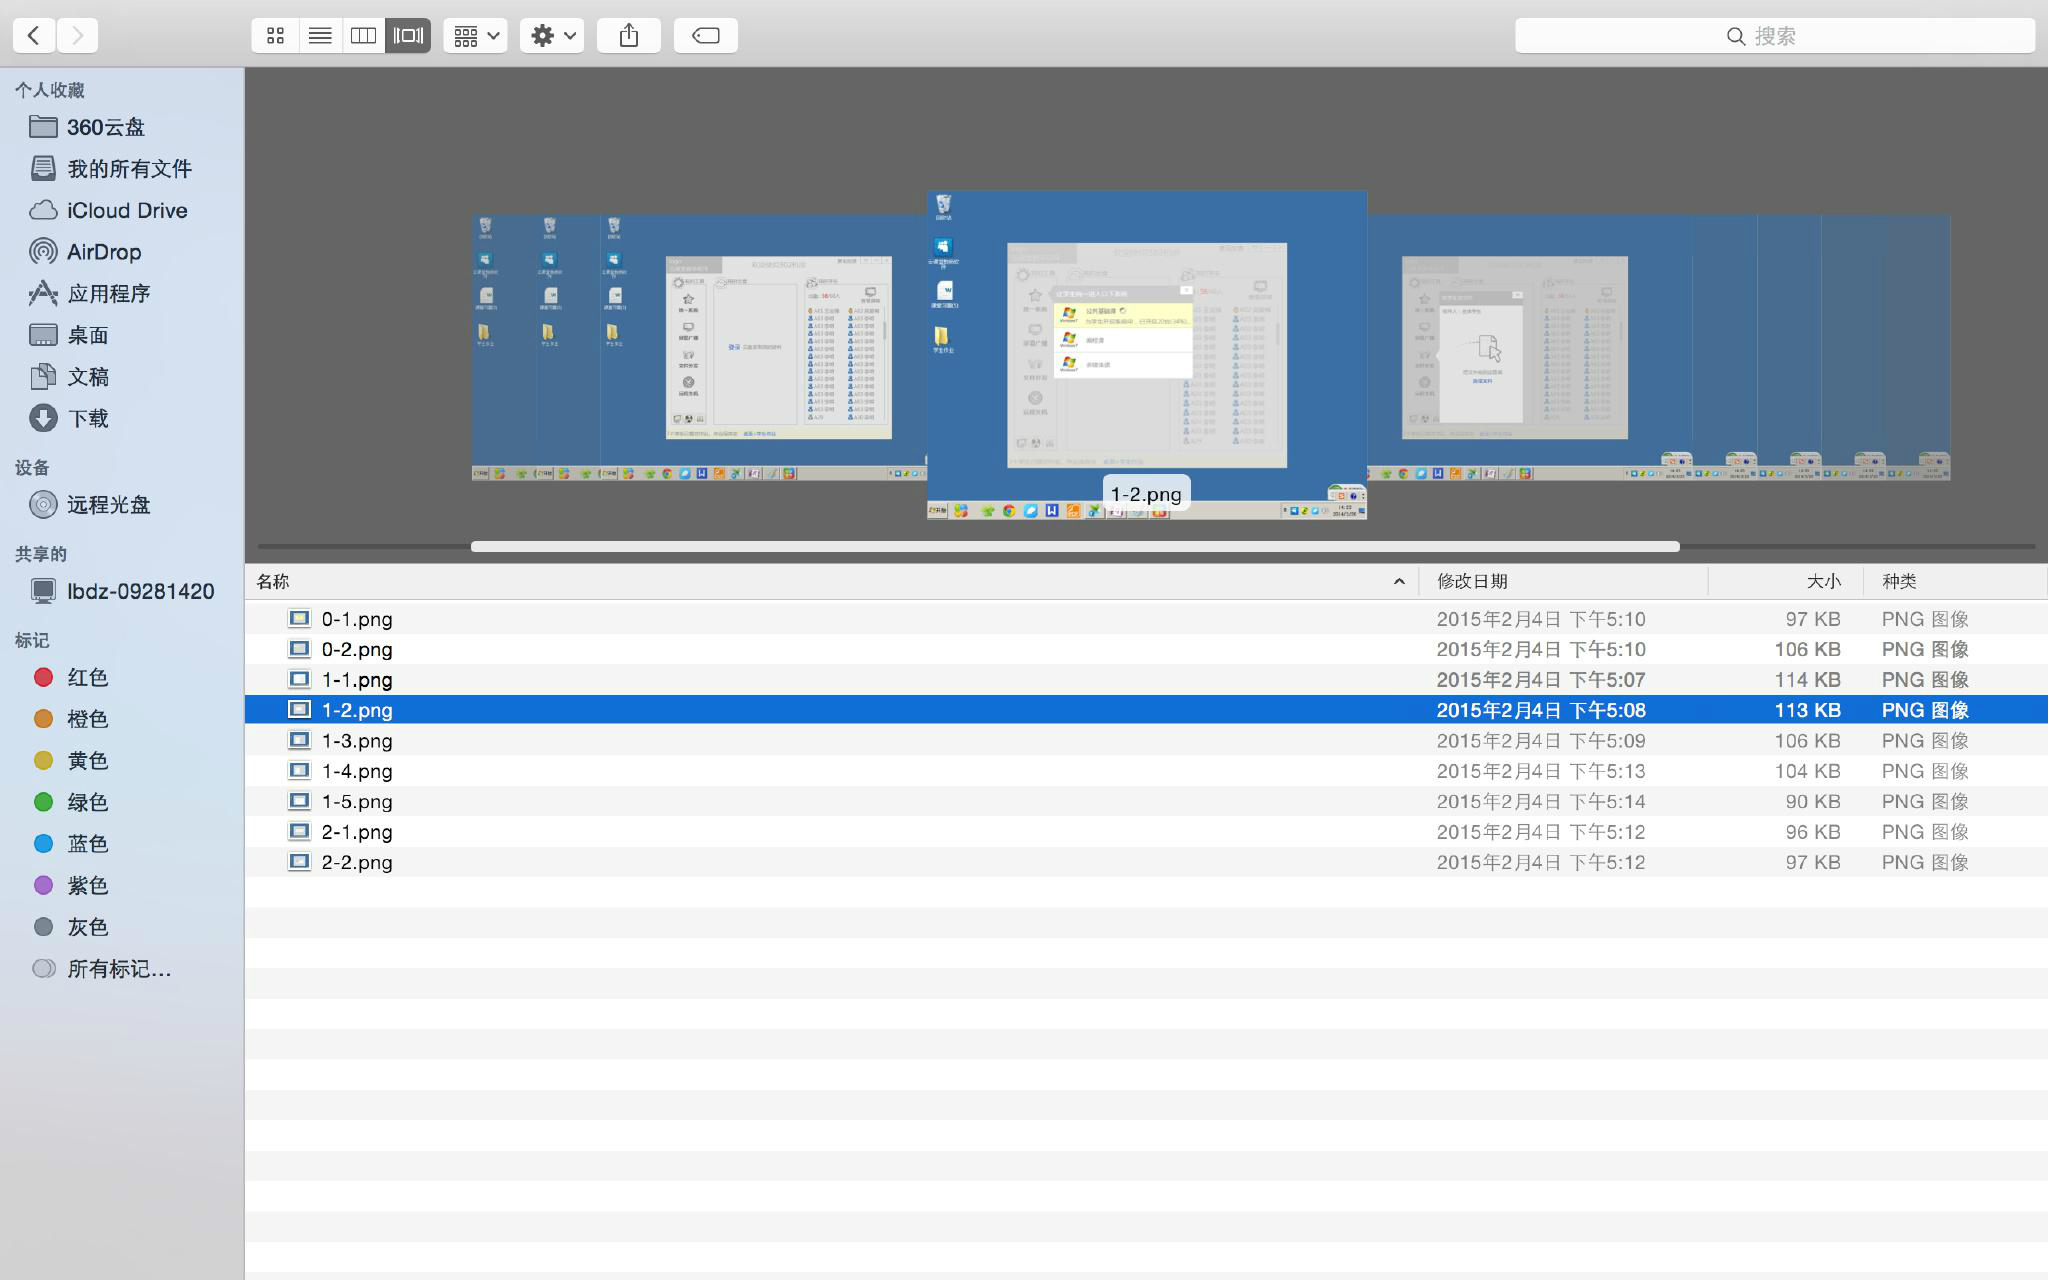 搜索
个人收藏
360云盘
我的所有文件
iCloud Drive
AirDrop
应用程序
桌面
文稿
下载
设备
远程光盘
共享的
lbdz-09281420
标记
红色
橙色
黄色
绿色
蓝色
紫色
灰色
所有标记...
1-2.png
名称 修改日期 大小 种类
0-1.png 2015年2月4日 下午5:10 97 KB PNG 图像
0-2.png 2015年2月4日 下午5:10 106 KB PNG 图像
1-1.png 2015年2月4日 下午5:07 114 KB PNG 图像
1-2.png 2015年2月4日 下午5:08 113 KB PNG 图像
1-3.png 2015年2月4日 下午5:09 106 KB PNG 图像
1-4.png 2015年2月4日 下午5:13 104 KB PNG 图像
1-5.png 2015年2月4日 下午5:14 90 KB PNG 图像
2-1.png 2015年2月4日 下午5:12 96 KB PNG 图像
2-2.png 2015年2月4日 下午5:12 97 KB PNG 图像